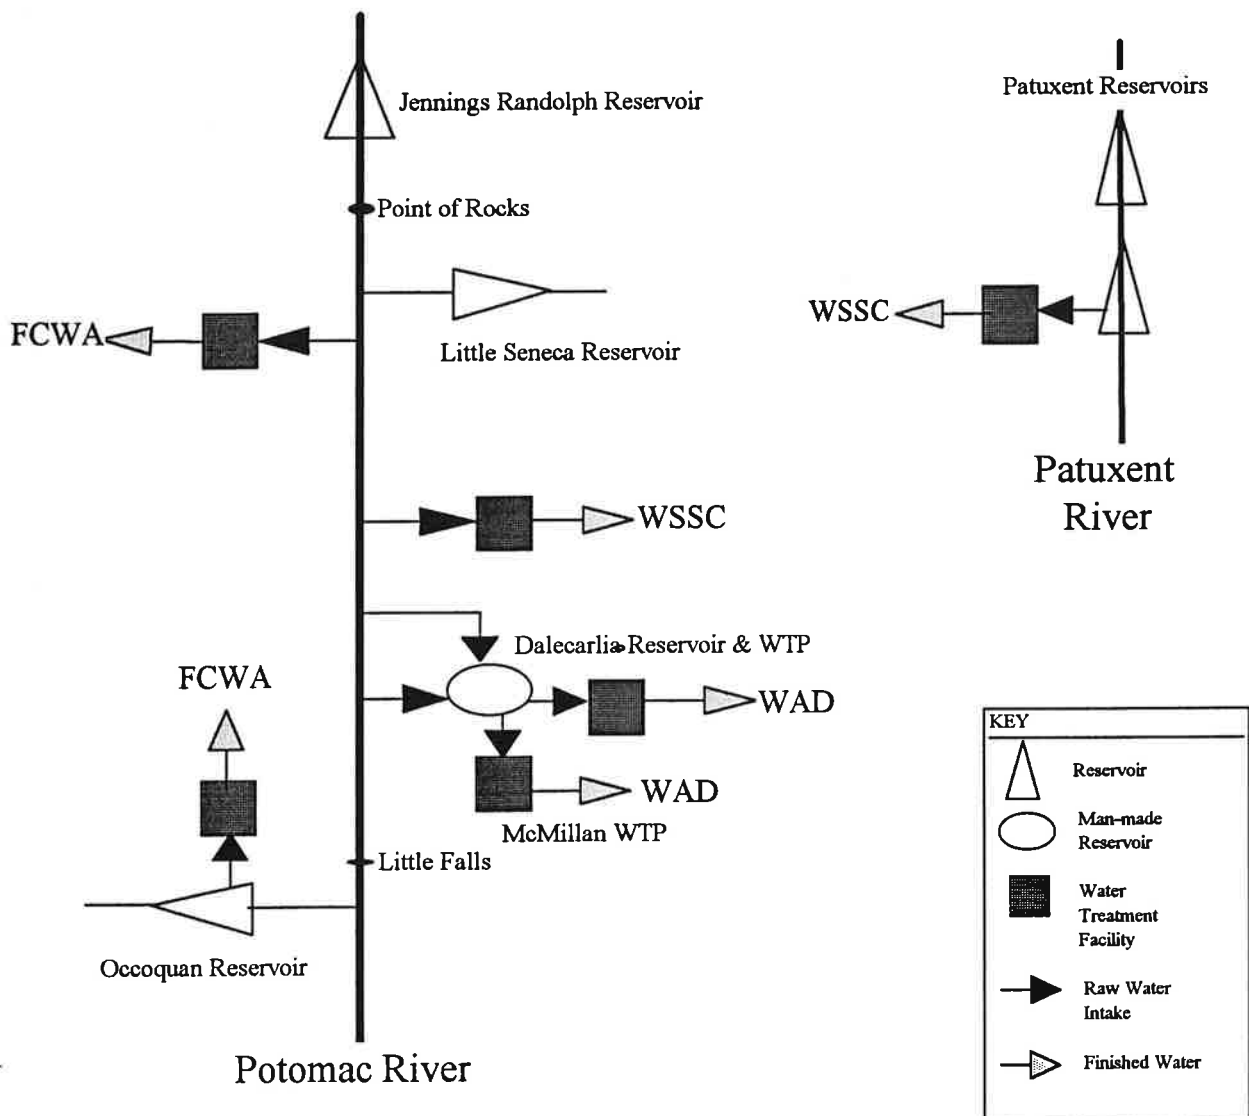 Jennings Randolph Reservoir
Patuxent Reservoirs
Point of Rocks
FCWA
Little Seneca Reservoir
WSSC
Patuxent
River
WSSC
Dalecarlia Reservoir & WTP
FCWA
WAD
WAD
McMillan WTP
Little Falls
Occoquan Reservoir
Potomac River
KEY
Reservoir
Man-made
Reservoir
Water
Treatment
Facility
Raw Water
Intake
Finished Water